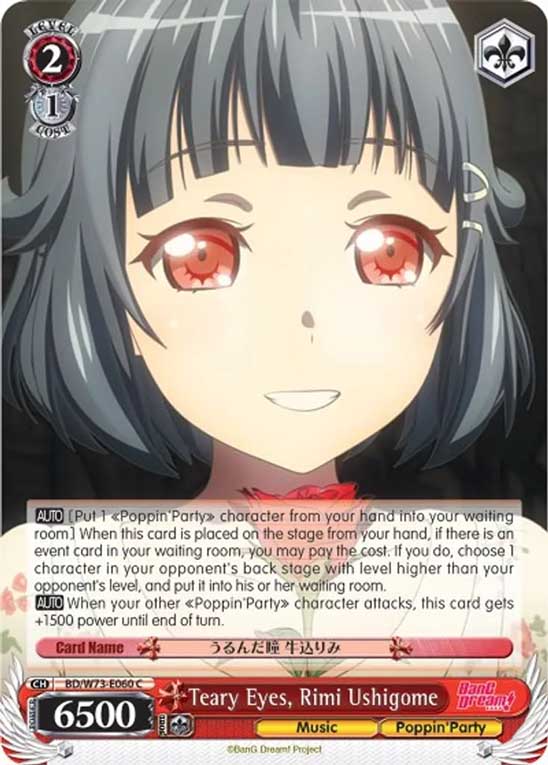 LEVEL
2
1
COST
AUTO [Put 1 «Poppin'Party» character from your hand into your waiting
room] When this card is placed on the stage from your hand, if there is an
event card in your waiting room, you may pay the cost. If you do, choose 1
character in your opponent's back stage with level higher than your
opponent's level, and put it into his or her waiting room.
AUTO When your other «Poppin'Party» character attacks, this card gets
+1500 power until end of turn.
Card Name うるんだ瞳 牛込りみ
CH BD/W73-E060 C
Teary Eyes, Rimi Ushigome
BanG Dream!
POWER 6500
Music Poppin'Party
©BanG Dream! Project